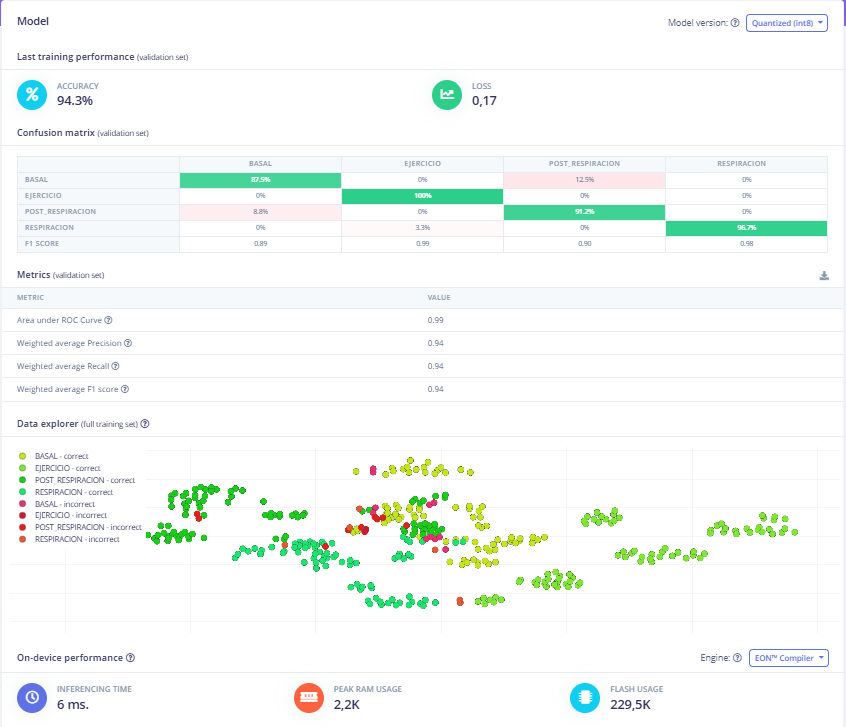 Model
Model version: Quantized (int8)
Last training performance (validation set)
ACCURACY
94.3%
LOSS
0,17
Confusion matrix (validation set)
BASAL EJERCICIO POST_RESPIRACION RESPIRACION
BASAL 87.5% 0% 12.5% 0%
EJERCICIO 0% 100% 0% 0%
POST_RESPIRACION 8.8% 0% 91.2% 0%
RESPIRACION 0% 3.3% 0% 96.7%
F1 SCORE 0.89 0.99 0.90 0.98
Metrics (validation set)
METRIC VALUE
Area under ROC Curve 0.99
Weighted average Precision 0.94
Weighted average Recall 0.94
Weighted average F1 score 0.94
Data explorer (full training set)
BASAL - correct
EJERCICIO - correct
POST_RESPIRACION - correct
RESPIRACION - correct
BASAL - incorrect
EJERCICIO - incorrect
POST_RESPIRACION - incorrect
RESPIRACION - incorrect
On-device performance
Engine: EON™ Compiler
INFERENCING TIME
6 ms.
PEAK RAM USAGE
2,2K
FLASH USAGE
229,5K